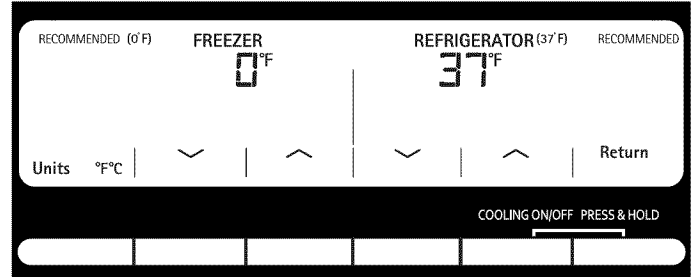 RECOMMENDED (0°F) FREEZER REFRIGERATOR (37°F) RECOMMENDED
0°F 37°F
Units °F°C Return
COOLING ON/OFF PRESS & HOLD